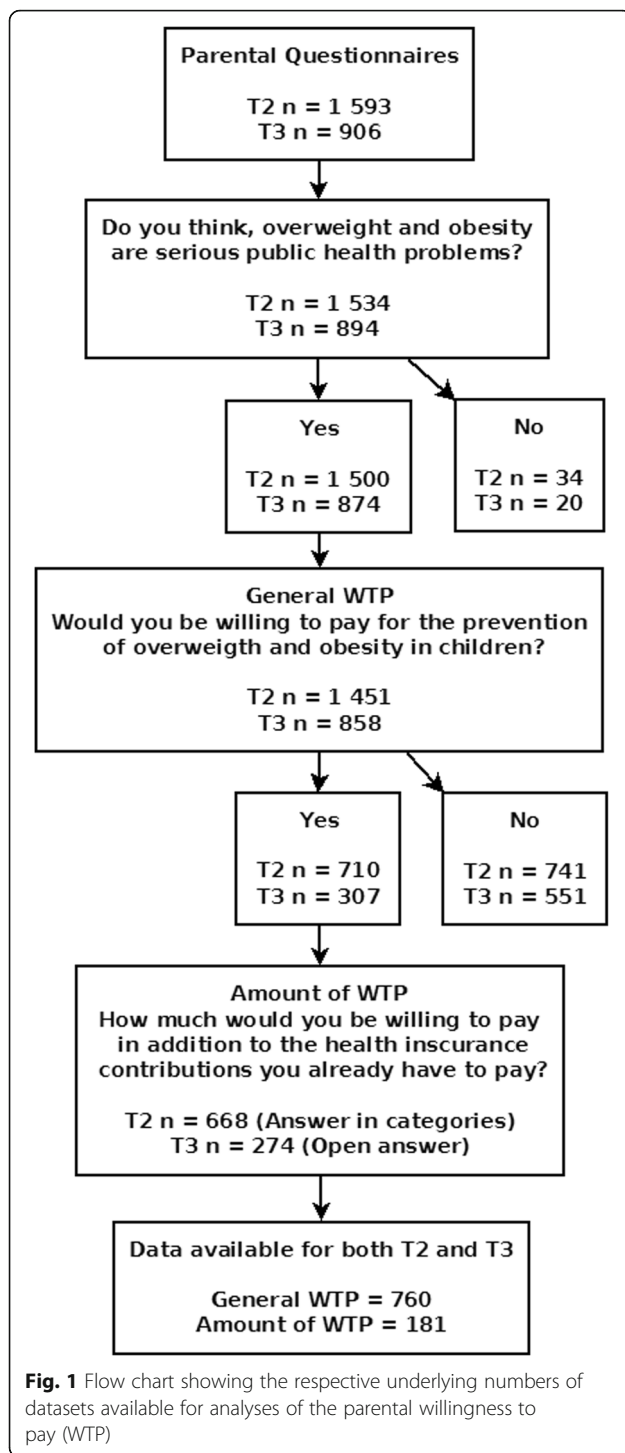 Parental Questionnaires
T2 n = 1 593
T3 n = 906
Do you think, overweight and obesity
are serious public health problems?
T2 n = 1 534
T3 n = 894
Yes
T2 n = 1 500
T3 n = 874
No
T2 n = 34
T3 n = 20
General WTP
Would you be willing to pay for the prevention
of overweigth and obesity in children?
T2 n = 1 451
T3 n = 858
Yes
T2 n = 710
T3 n = 307
No
T2 n = 741
T3 n = 551
Amount of WTP
How much would you be willing to pay
in addition to the health inscurance
contributions you already have to pay?
T2 n = 668 (Answer in categories)
T3 n = 274 (Open answer)
Data available for both T2 and T3
General WTP = 760
Amount of WTP = 181
Fig. 1 Flow chart showing the respective underlying numbers of
datasets available for analyses of the parental willingness to
pay (WTP)